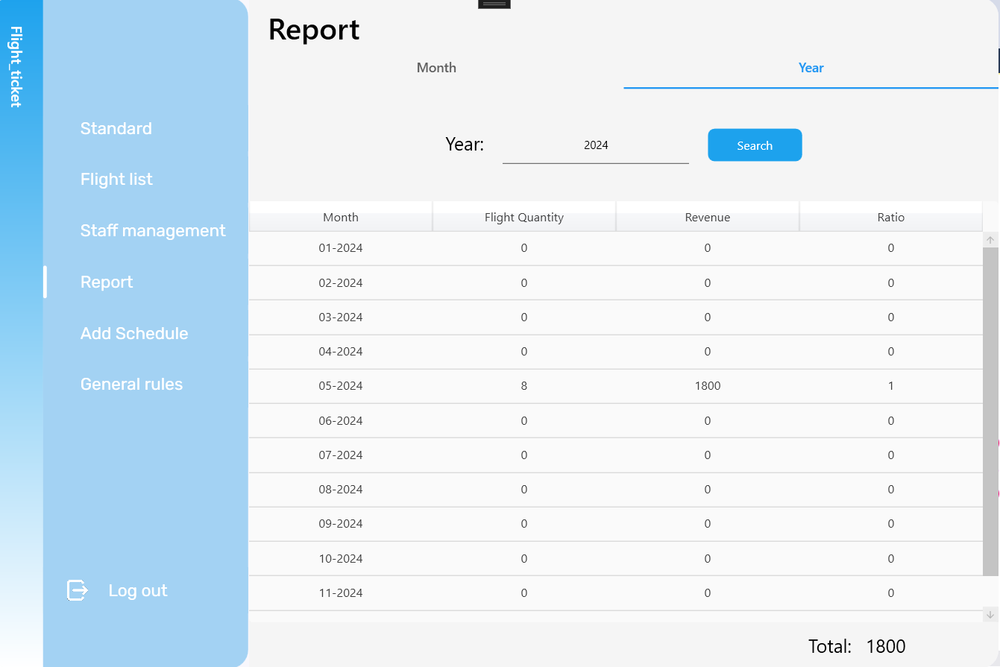 Flight_ticket
Standard
Flight list
Staff management
Report
Add Schedule
General rules
Log out
Report
Month Year
Year: 2024 Search
Month Flight Quantity Revenue Ratio
01-2024 0 0 0
02-2024 0 0 0
03-2024 0 0 0
04-2024 0 0 0
05-2024 8 1800 1
06-2024 0 0 0
07-2024 0 0 0
08-2024 0 0 0
09-2024 0 0 0
10-2024 0 0 0
11-2024 0 0 0
Total: 1800